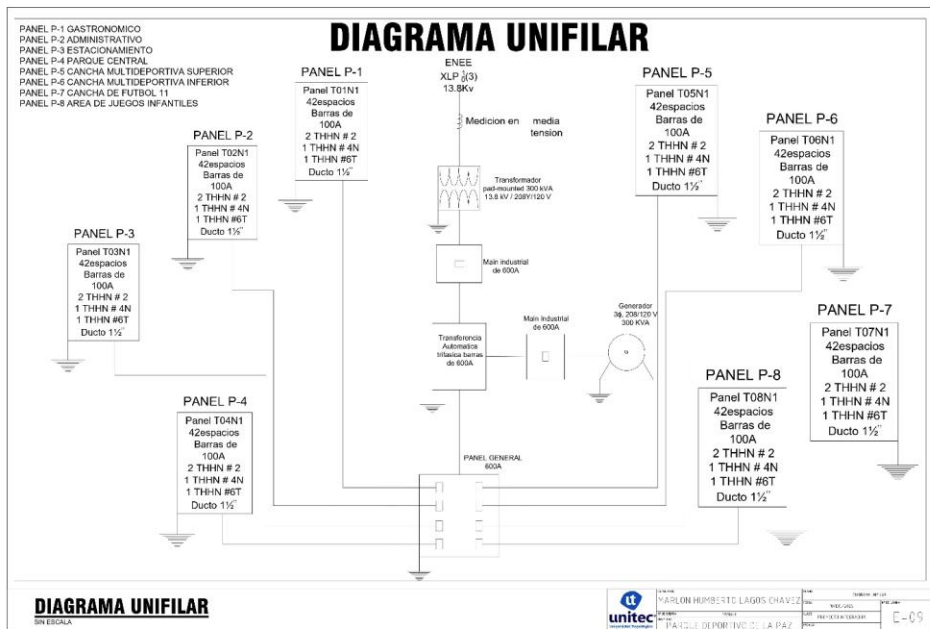 PANEL P-1 GASTRONOMICO
PANEL P-2 ADMINISTRATIVO
PANEL P-3 ESTACIONAMIENTO
PANEL P-4 PARQUE CENTRAL
PANEL P-5 CANCHA MULTIDEPORTIVA SUPERIOR
PANEL P-6 CANCHA MULTIDEPORTIVA INFERIOR
PANEL P-7 CANCHA DE FUTBOL 11
PANEL P-8 AREA DE JUEGOS INFANTILES
DIAGRAMA UNIFILAR
PANEL P-1
Panel T01N1
42espacios
Barras de
100A
2 THHN # 2
1 THHN # 4N
1 THHN #6T
Ducto 1½"
ENEE
XLP 1/0(3)
13.8Kv
Medicion en media
tension
Transformador
pad-mounted 300 kVA
13.8 kV / 208Y/120 V
Main industrial
de 600A
Transferencia
Automatica
trifasica barras
de 600A
Main Industrial
de 600A
Generador
3ϕ, 208/120 V
300 KVA
PANEL GENERAL
600A
PANEL P-2
Panel T02N1
42espacios
Barras de
100A
2 THHN # 2
1 THHN # 4N
1 THHN #6T
Ducto 1½"
PANEL P-3
Panel T03N1
42espacios
Barras de
100A
2 THHN # 2
1 THHN # 4N
1 THHN #6T
Ducto 1½"
PANEL P-4
Panel T04N1
42espacios
Barras de
100A
2 THHN # 2
1 THHN # 4N
1 THHN #6T
Ducto 1½"
PANEL P-5
Panel T05N1
42espacios
Barras de
100A
2 THHN # 2
1 THHN # 4N
1 THHN #6T
Ducto 1½"
PANEL P-6
Panel T06N1
42espacios
Barras de
100A
2 THHN # 2
1 THHN # 4N
1 THHN #6T
Ducto 1½"
PANEL P-7
Panel T07N1
42espacios
Barras de
100A
2 THHN # 2
1 THHN # 4N
1 THHN #6T
Ducto 1½"
PANEL P-8
Panel T08N1
42espacios
Barras de
100A
2 THHN # 2
1 THHN # 4N
1 THHN #6T
Ducto 1½"
DIAGRAMA UNIFILAR
SIN ESCALA
unitec
MARLON HUMBERTO LAGOS CHAVEZ
PARQUE DEPORTIVO DE LA PAZ
E-09